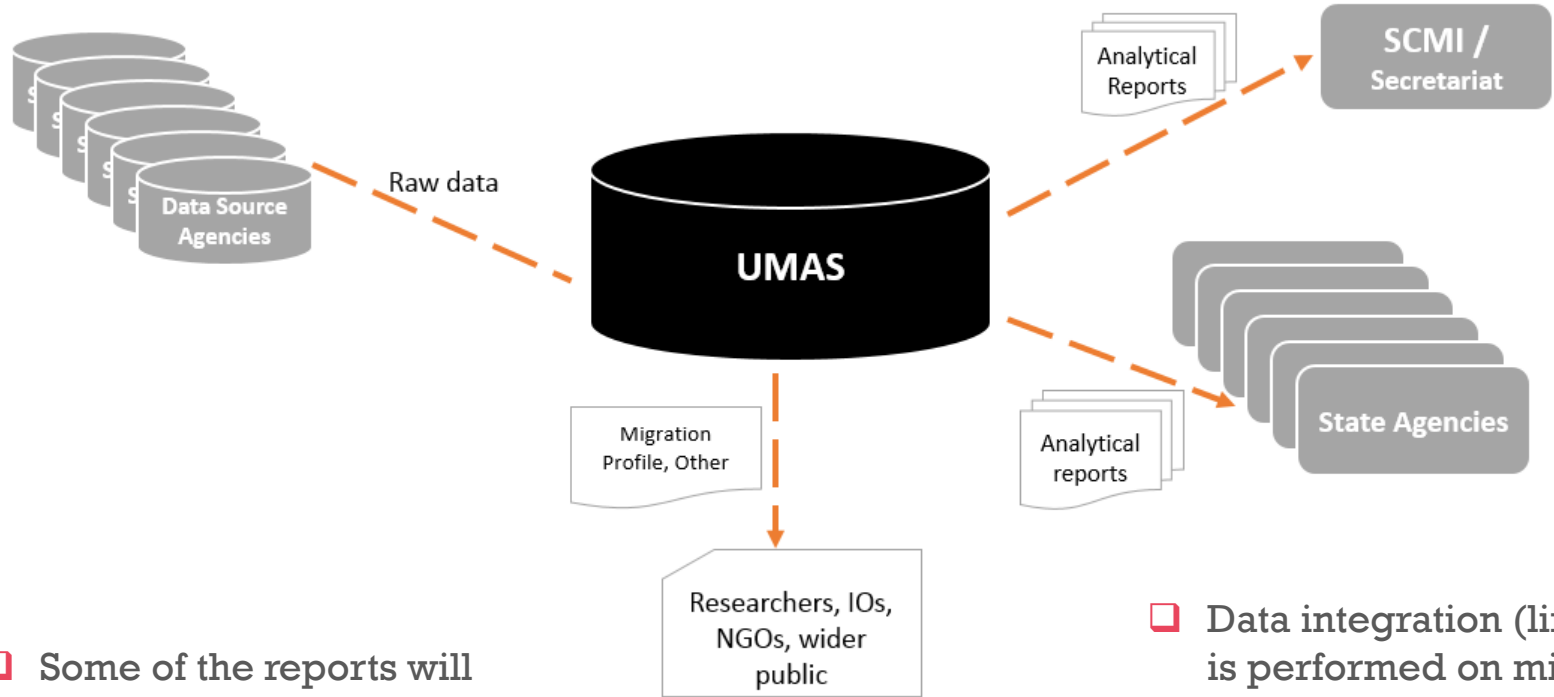 Analytical
Reports
SCMI /
Secretariat
S
S
S
S
S
Data Source
Agencies
Raw data
UMAS
Migration
Profile, Other
Analytical
reports
State Agencies
Researchers, IOs,
NGOs, wider
public
Some of the reports will
Data integration
is performed on